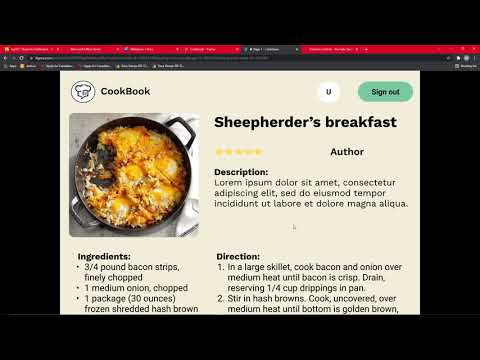 CookBook
U
Sign out
Sheepherder's breakfast
Author
Description:
Lorem ipsum dolor sit amet, consectetur
adipiscing elit, sed do eiusmod tempor
incididunt ut labore et dolore magna aliqua.
Ingredients:
• 3/4 pound bacon strips,
finely chopped
• 1 medium onion, chopped
• 1 package (30 ounces)
frozen shredded hash brown
Direction:
1. In a large skillet, cook bacon and onion over
medium heat until bacon is crisp. Drain,
reserving 1/4 cup drippings in pan.
2. Stir in hash browns. Cook, uncovered, over
medium heat until bottom is golden brown,